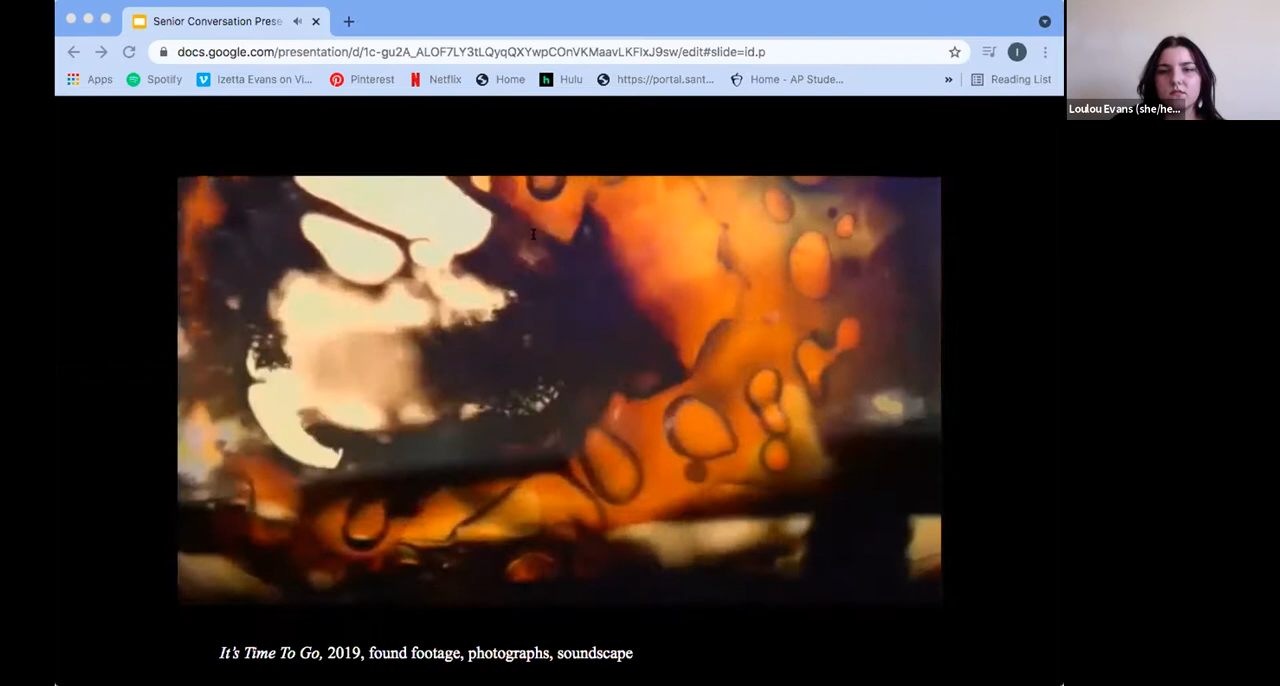 Senior Conversation Prese
docs.google.com/presentation/d/1c-gu2A_ALOF7LY3tLQyqQXYwpCOnVKMaavLKFlxJ9sw/edit#slide=id.p
I
Apps Spotify Izetta Evans on Vi... Pinterest Netflix Home Hulu https://portal.sant... Home - AP Stude... » Reading List
Loulou Evans (she/he...
It's Time To Go, 2019, found footage, photographs, soundscape